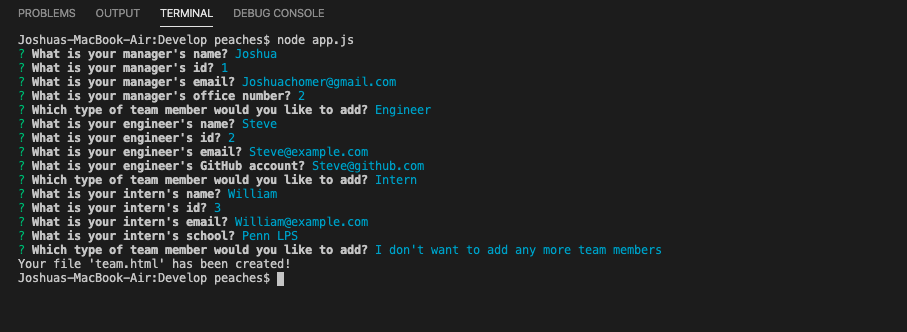 PROBLEMS OUTPUT TERMINAL DEBUG CONSOLE
Joshuas-MacBook-Air:Develop peaches$ node app.js
? What is your manager's name? Joshua
? What is your manager's id? 1
? What is your manager's email? Joshuachomer@gmail.com
? What is your manager's office number? 2
? Which type of team member would you like to add? Engineer
? What is your engineer's name? Steve
? What is your engineer's id? 2
? What is your engineer's email? Steve@example.com
? What is your engineer's GitHub account? Steve@github.com
? Which type of team member would you like to add? Intern
? What is your intern's name? William
? What is your intern's id? 3
? What is your intern's email? William@example.com
? What is your intern's school? Penn LPS
? Which type of team member would you like to add? I don't want to add any more team members
Your file 'team.html' has been created!
Joshuas-MacBook-Air:Develop peaches$